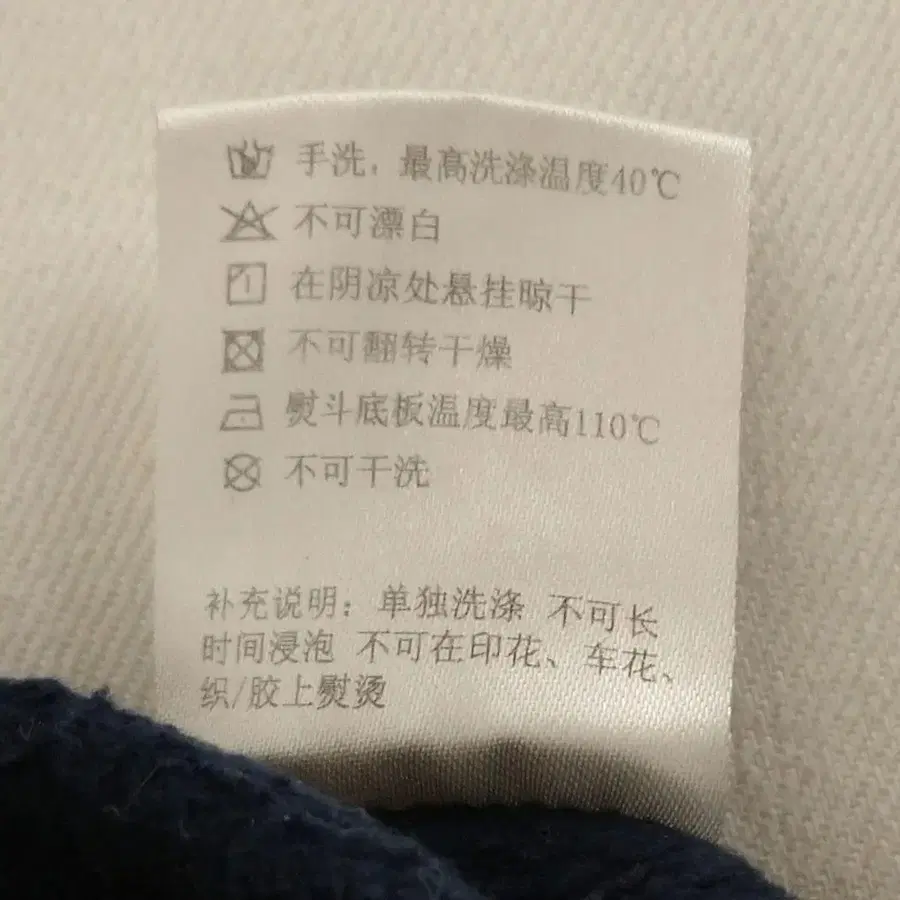 手洗，最高洗涤温度40℃
不可漂白
在阴凉处悬挂晾干
不可翻转干燥
熨斗底板温度最高110℃
不可干洗
补充说明：单独洗涤 不可长
时间浸泡 不可在印花、车花、
织/胶上熨烫